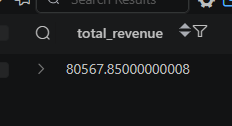 Search Results
total_revenue
80567.85000000008